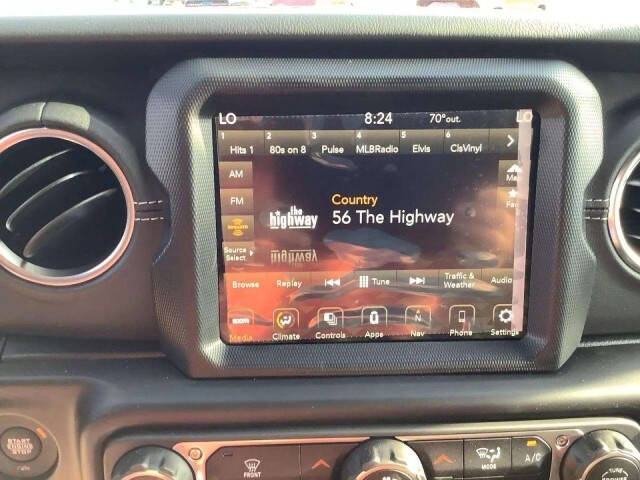 LO 8:24 70°out. LO
1 2 3 4 5 6
Hits 1 80s on 8 Pulse MLBRadio Elvis ClsVinyl
AM
FM
Source
Select
the
highway
Country
56 The Highway
Browse Replay Tune Traffic & Weather Audio
Media Climate Controls Apps Nav Phone Settings
START
ENGINE
STOP
FRONT
MODE
A/C